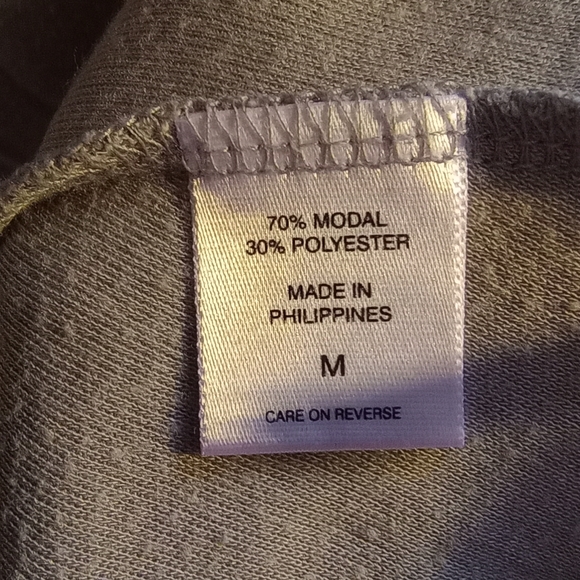 70% MODAL
30% POLYESTER
MADE IN
PHILIPPINES
M
CARE ON REVERSE